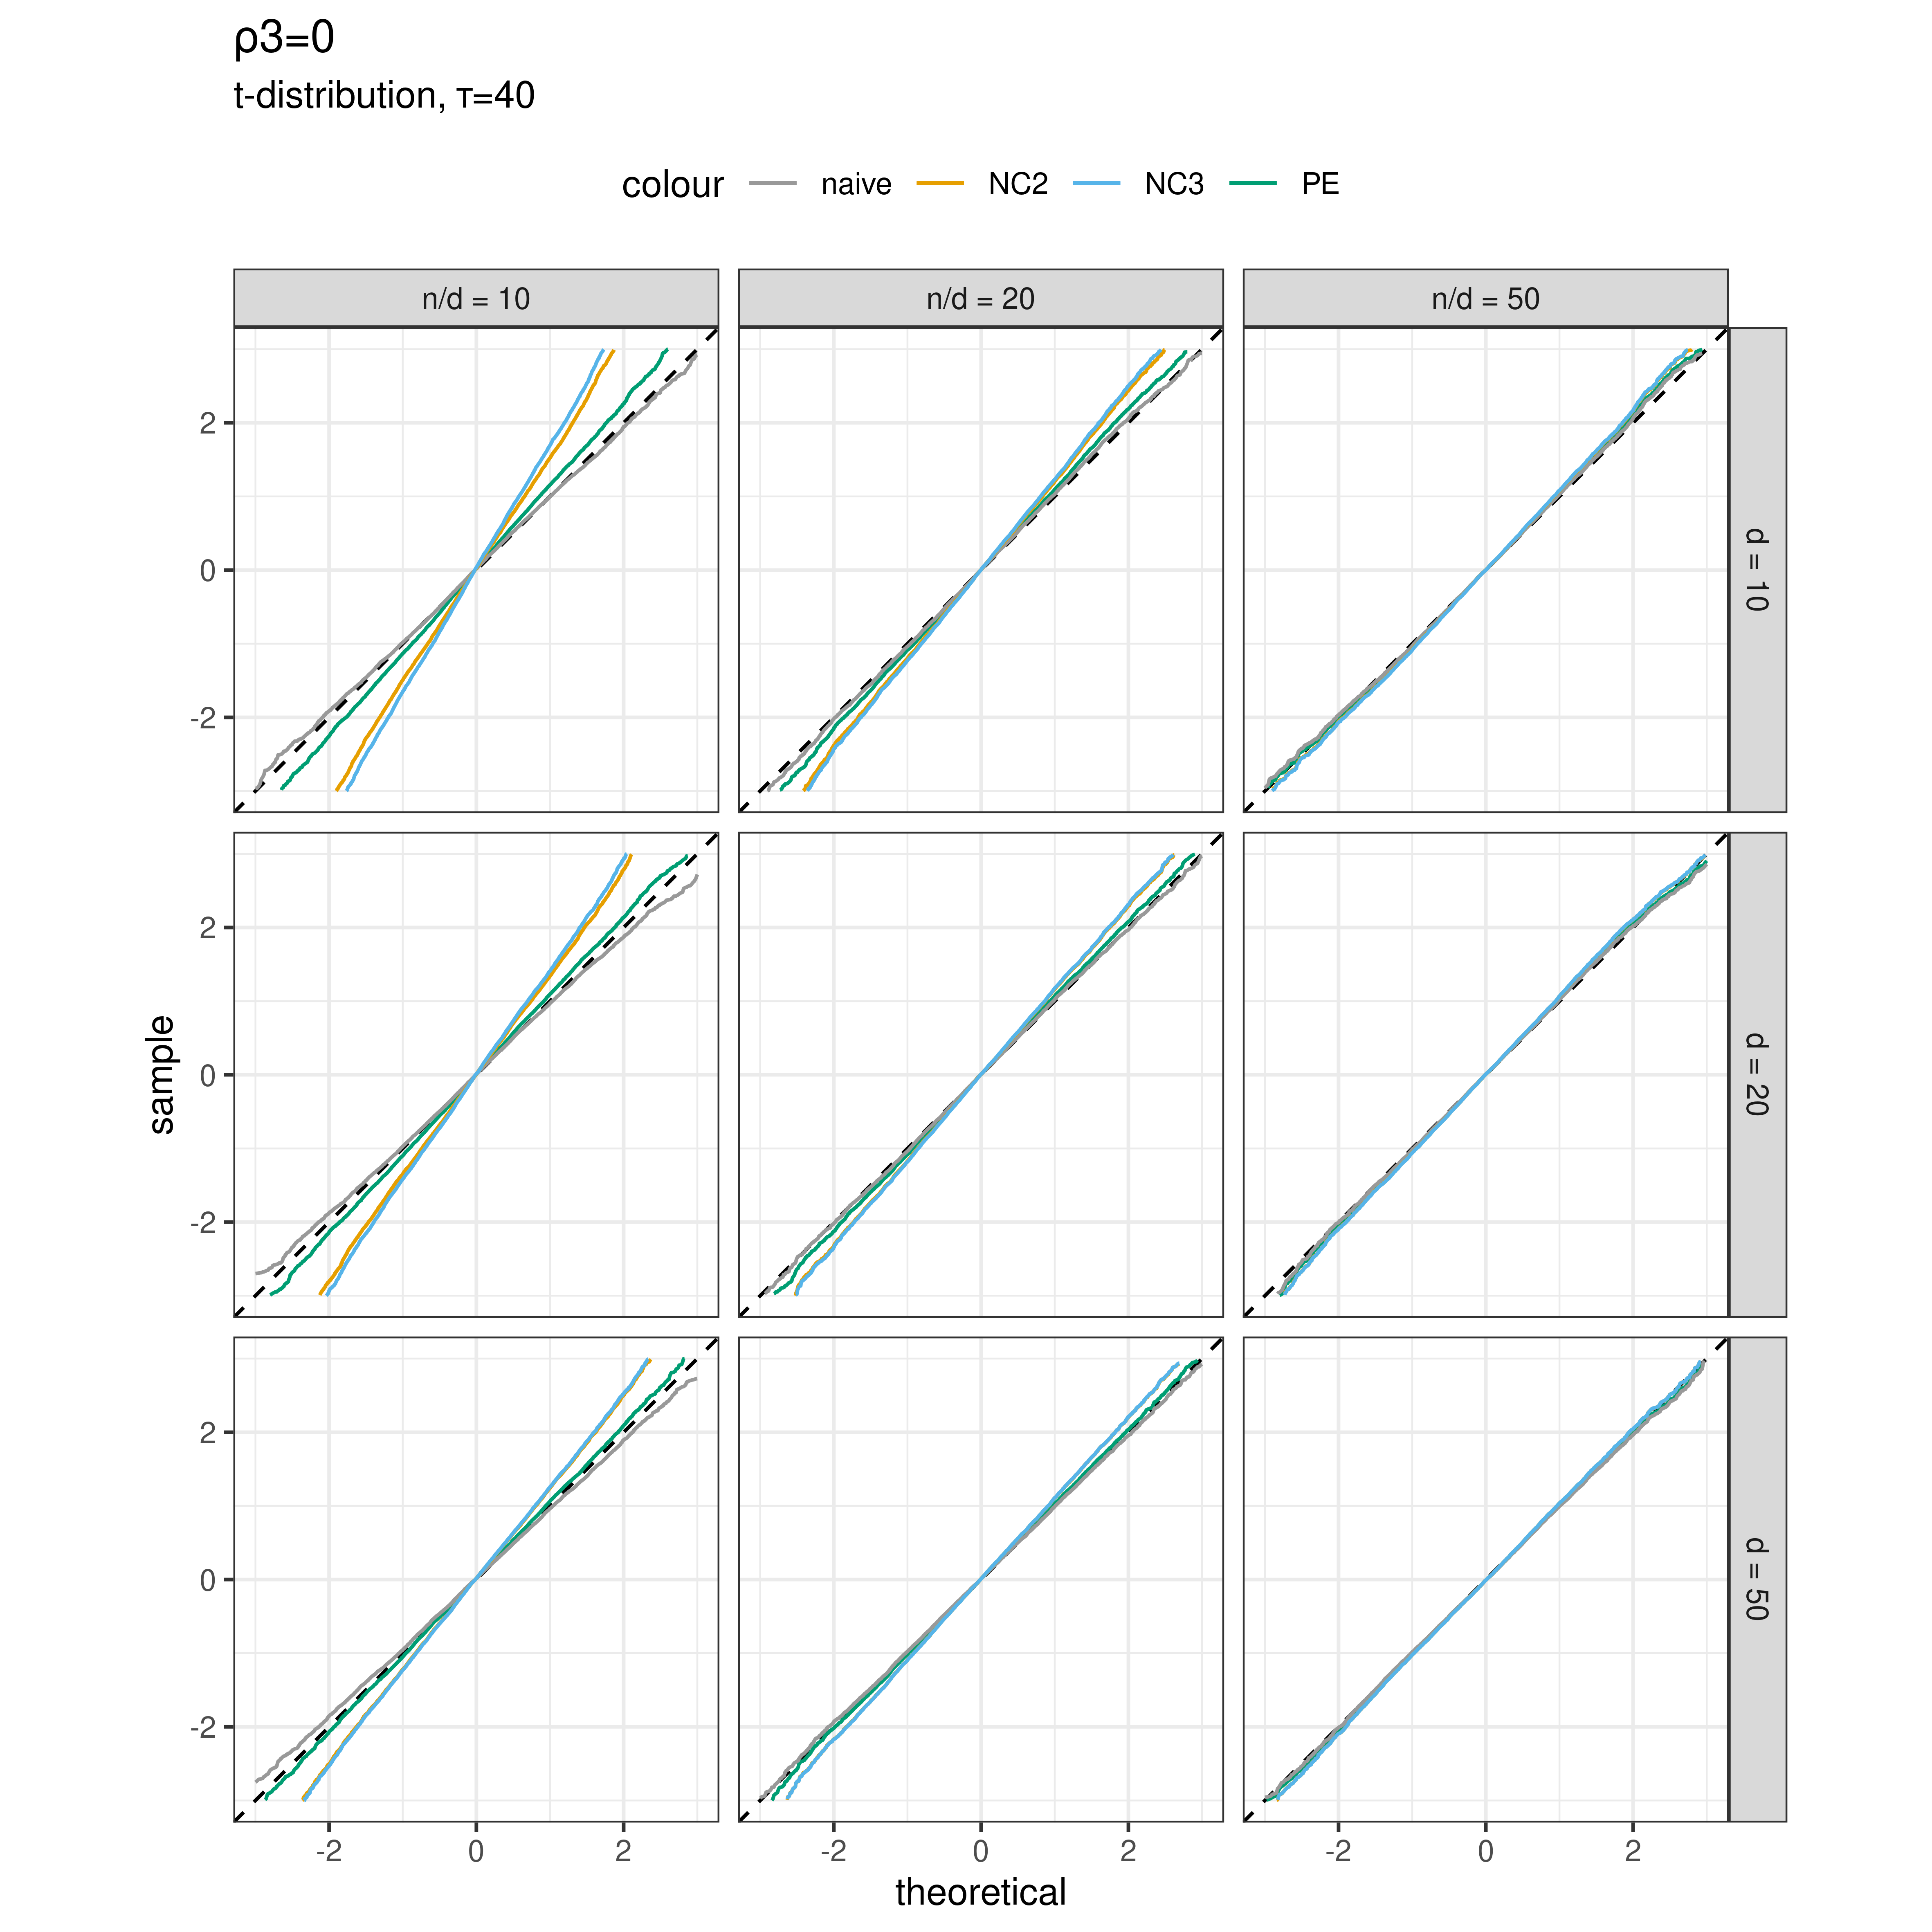 ρ3=0
t-distribution, τ=40
colour naive NC2 NC3 PE
n/d = 10 n/d = 20 n/d = 50
2
0
-2
d = 10
sample
2
0
-2
d = 20
2
0
-2
d = 50
-2 0 2 -2 0 2 -2 0 2
theoretical